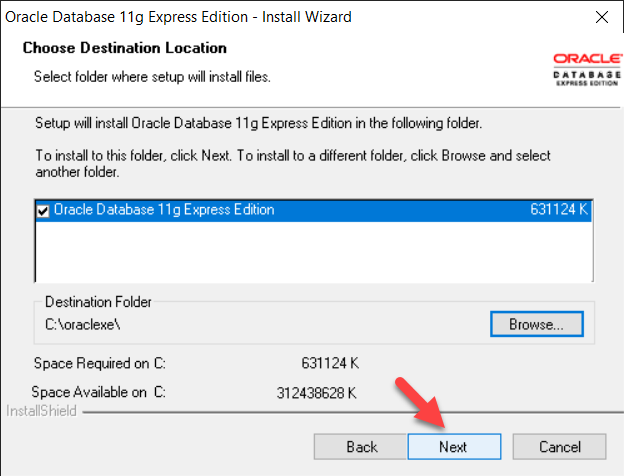 Oracle Database 11g Express Edition - Install Wizard
Choose Destination Location
Select folder where setup will install files.
ORACLE
DATABASE
EXPRESS EDITION
Setup will install Oracle Database 11g Express Edition in the following folder.
To install to this folder, click Next. To install to a different folder, click Browse and select
another folder.
Oracle Database 11g Express Edition 631124 K
Destination Folder
C:\oraclexe\
Browse...
Space Required on C: 631124 K
Space Available on C: 312438628 K
InstallShield
Back Next Cancel